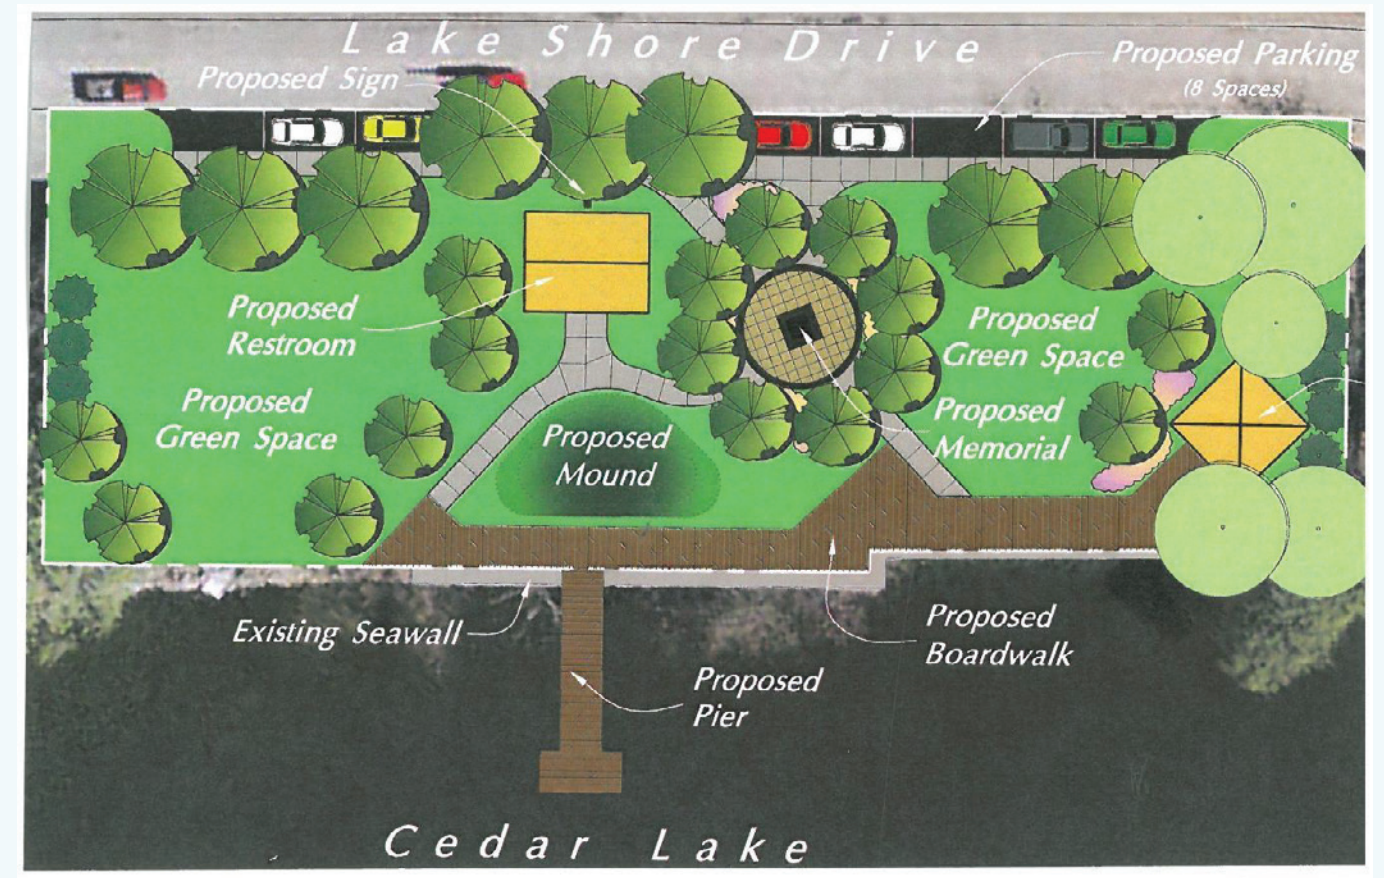 Lake Shore Drive
Proposed Sign
Proposed Parking
(8 Spaces)
Proposed
Restroom
Proposed
Green Space
Proposed
Mound
Proposed
Green Space
Proposed
Memorial
Existing Seawall
Proposed
Boardwalk
Proposed
Pier
Cedar Lake